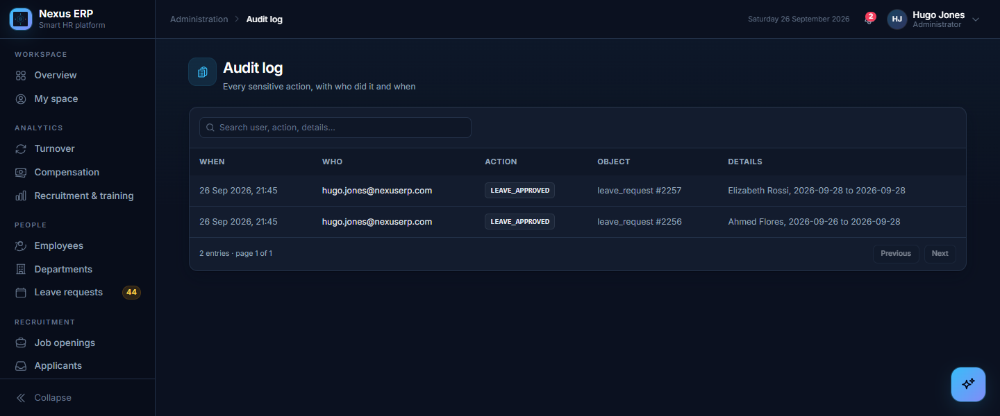 Nexus ERP
Smart HR platform
WORKSPACE
Overview
My space
ANALYTICS
Turnover
Compensation
Recruitment & training
PEOPLE
Employees
Departments
Leave requests 44
RECRUITMENT
Job openings
Applicants
Collapse
Administration Audit log
Saturday 26 September 2026 2 HJ Hugo Jones
Administrator
Audit log
Every sensitive action, with who did it and when
Search user, action, details...
WHEN WHO ACTION OBJECT DETAILS
26 Sep 2026, 21:45 hugo.jones@nexuserp.com LEAVE_APPROVED leave_request #2257 Elizabeth Rossi, 2026-09-28 to 2026-09-28
26 Sep 2026, 21:45 hugo.jones@nexuserp.com LEAVE_APPROVED leave_request #2256 Ahmed Flores, 2026-09-26 to 2026-09-28
2 entries · page 1 of 1 Previous Next